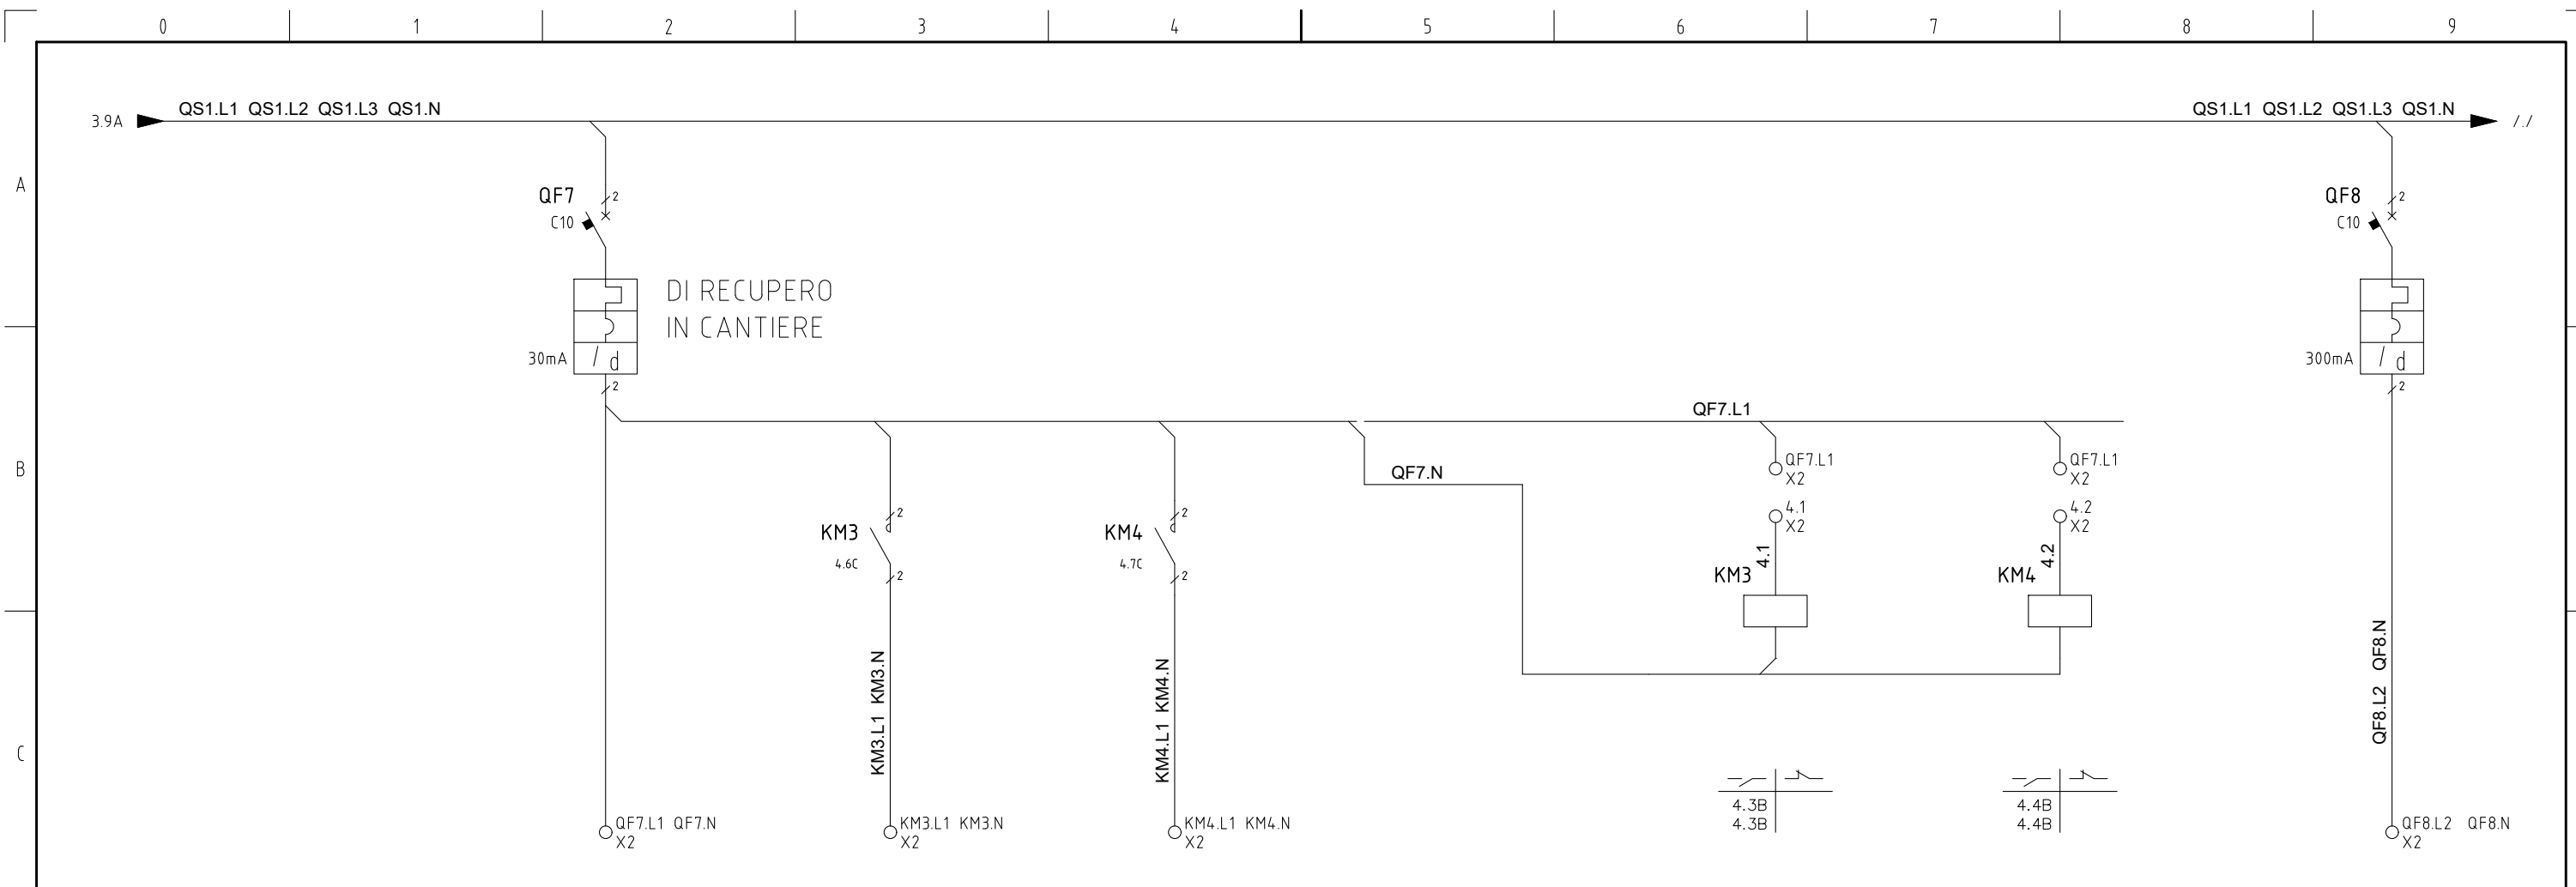 0 1 2 3 4 5 6 7 8 9
QS1.L1 QS1.L2 QS1.L3 QS1.N QS1.L1 QS1.L2 QS1.L3 QS1.N
3.9A /./
A
QF7 2 QF8 2
C10 C10
DI RECUPERO
IN CANTIERE
30mA / d 300mA / d
2 2
QF7.L1
B
QF7.N
QF7.L1 QF7.L1
X2 X2
4.1 4.2
X2 X2
2 2
KM3 KM4
4.6C 4.7C
2 2
4.1 4.2
KM3 KM4
KM3.L1 KM3.N
KM4.L1 KM4.N
QF8.L2 QF8.N
C
4.3B 4.4B
4.3B 4.4B
QF7.L1 QF7.N KM3.L1 KM3.N KM4.L1 KM4.N QF8.L2 QF8.N
X2 X2 X2 X2